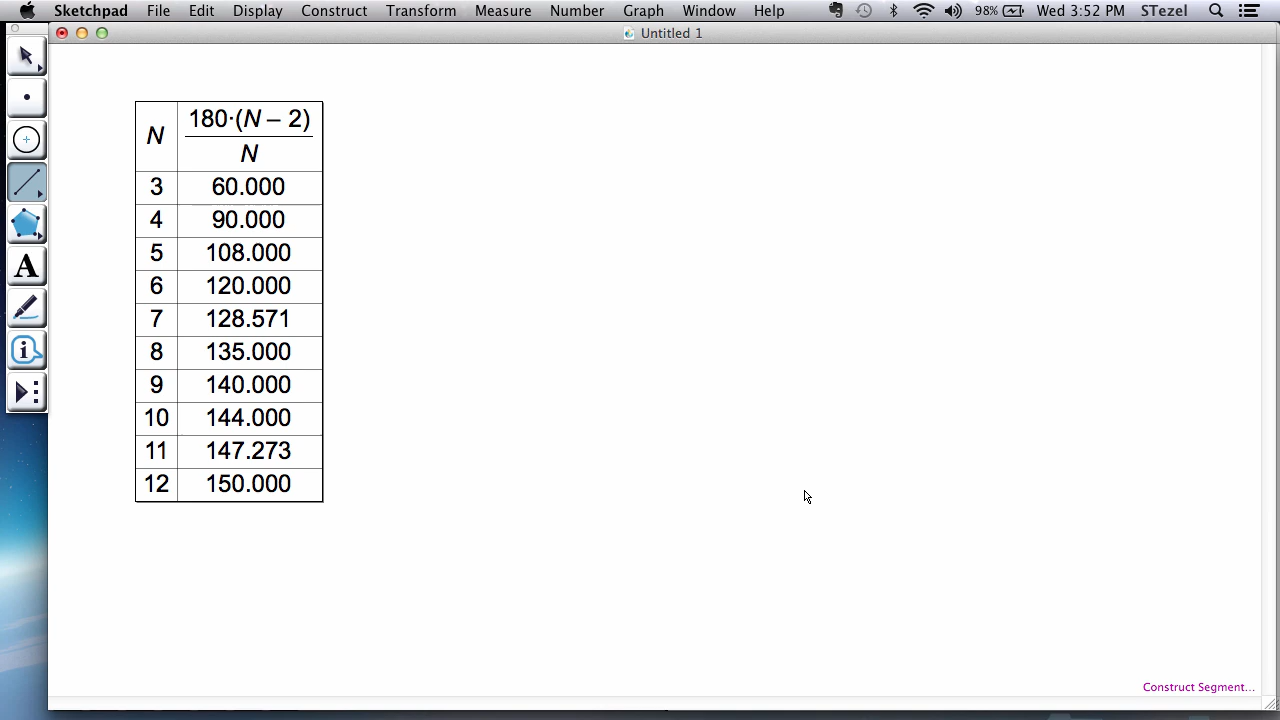 Sketchpad File Edit Display Construct Transform Measure Number Graph Window Help 98% Wed 3:52 PM STezel
Untitled 1
N 180·(N – 2)
N
3 60.000
4 90.000
5 108.000
6 120.000
7 128.571
8 135.000
9 140.000
10 144.000
11 147.273
12 150.000
A
i
Construct Segment...